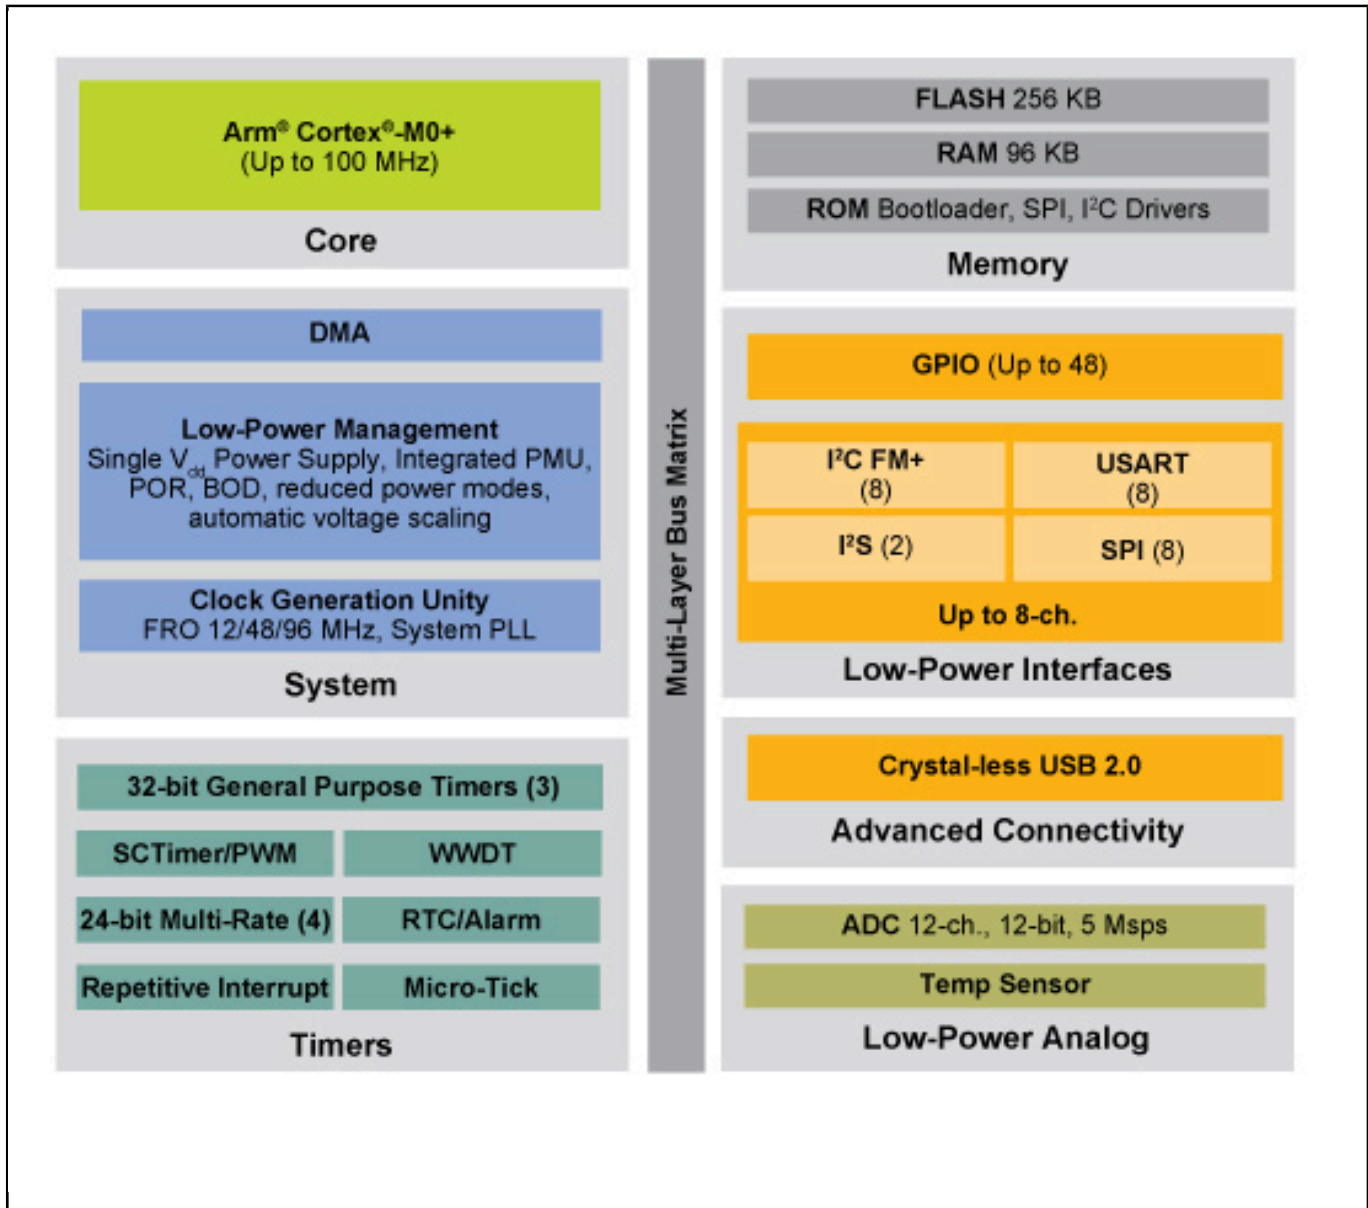 Arm® Cortex®-M0+
(Up to 100 MHz)
Core
DMA
Low-Power Management
Single Vdd Power Supply, Integrated PMU,
POR, BOD, reduced power modes,
automatic voltage scaling
Clock Generation Unity
FRO 12/48/96 MHz, System PLL
System
32-bit General Purpose Timers (3)
SCTimer/PWM
WWDT
24-bit Multi-Rate (4)
RTC/Alarm
Repetitive Interrupt
Micro-Tick
Timers
Multi-Layer Bus Matrix
FLASH 256 KB
RAM 96 KB
ROM Bootloader, SPI, I²C Drivers
Memory
GPIO (Up to 48)
I²C FM+
(8)
USART
(8)
I²S (2)
SPI (8)
Up to 8-ch.
Low-Power Interfaces
Crystal-less USB 2.0
Advanced Connectivity
ADC 12-ch., 12-bit, 5 Msps
Temp Sensor
Low-Power Analog